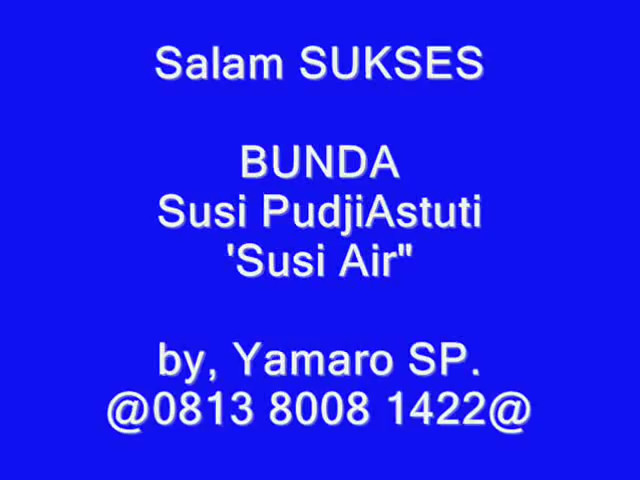 Salam SUKSES
BUNDA
Susi PudjiAstuti
'Susi Air"
by, Yamaro SP.
@0813 8008 1422@